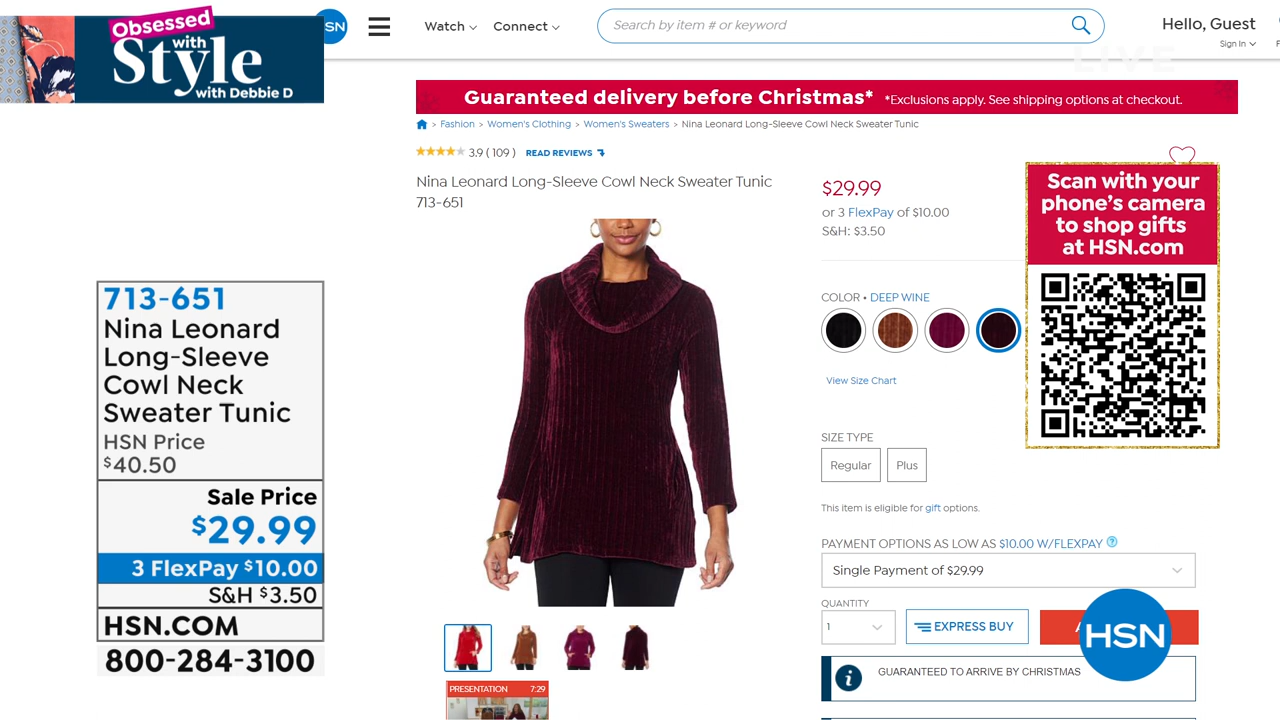 Obsessed
with
Style
with Debbie D
SN
Watch
Connect
Search by item # or keyword
Hello, Guest
Sign In
LIVE
Guaranteed delivery before Christmas* *Exclusions apply. See shipping options at checkout.
> Fashion > Women's Clothing > Women's Sweaters > Nina Leonard Long-Sleeve Cowl Neck Sweater Tunic
3.9 ( 109 ) READ REVIEWS
Nina Leonard Long-Sleeve Cowl Neck Sweater Tunic
713-651
$29.99
or 3 FlexPay of $10.00
S&H: $3.50
Scan with your
phone's camera
to shop gifts
at HSN.com
COLOR • DEEP WINE
View Size Chart
SIZE TYPE
Regular Plus
This item is eligible for gift options.
PAYMENT OPTIONS AS LOW AS $10.00 W/FLEXPAY ?
Single Payment of $29.99
QUANTITY
1
EXPRESS BUY
A
HSN
GUARANTEED TO ARRIVE BY CHRISTMAS
PRESENTATION 7:29
713-651
Nina Leonard
Long-Sleeve
Cowl Neck
Sweater Tunic
HSN Price
$40.50
Sale Price
$29.99
3 FlexPay $10.00
S&H $3.50
HSN.COM
800-284-3100